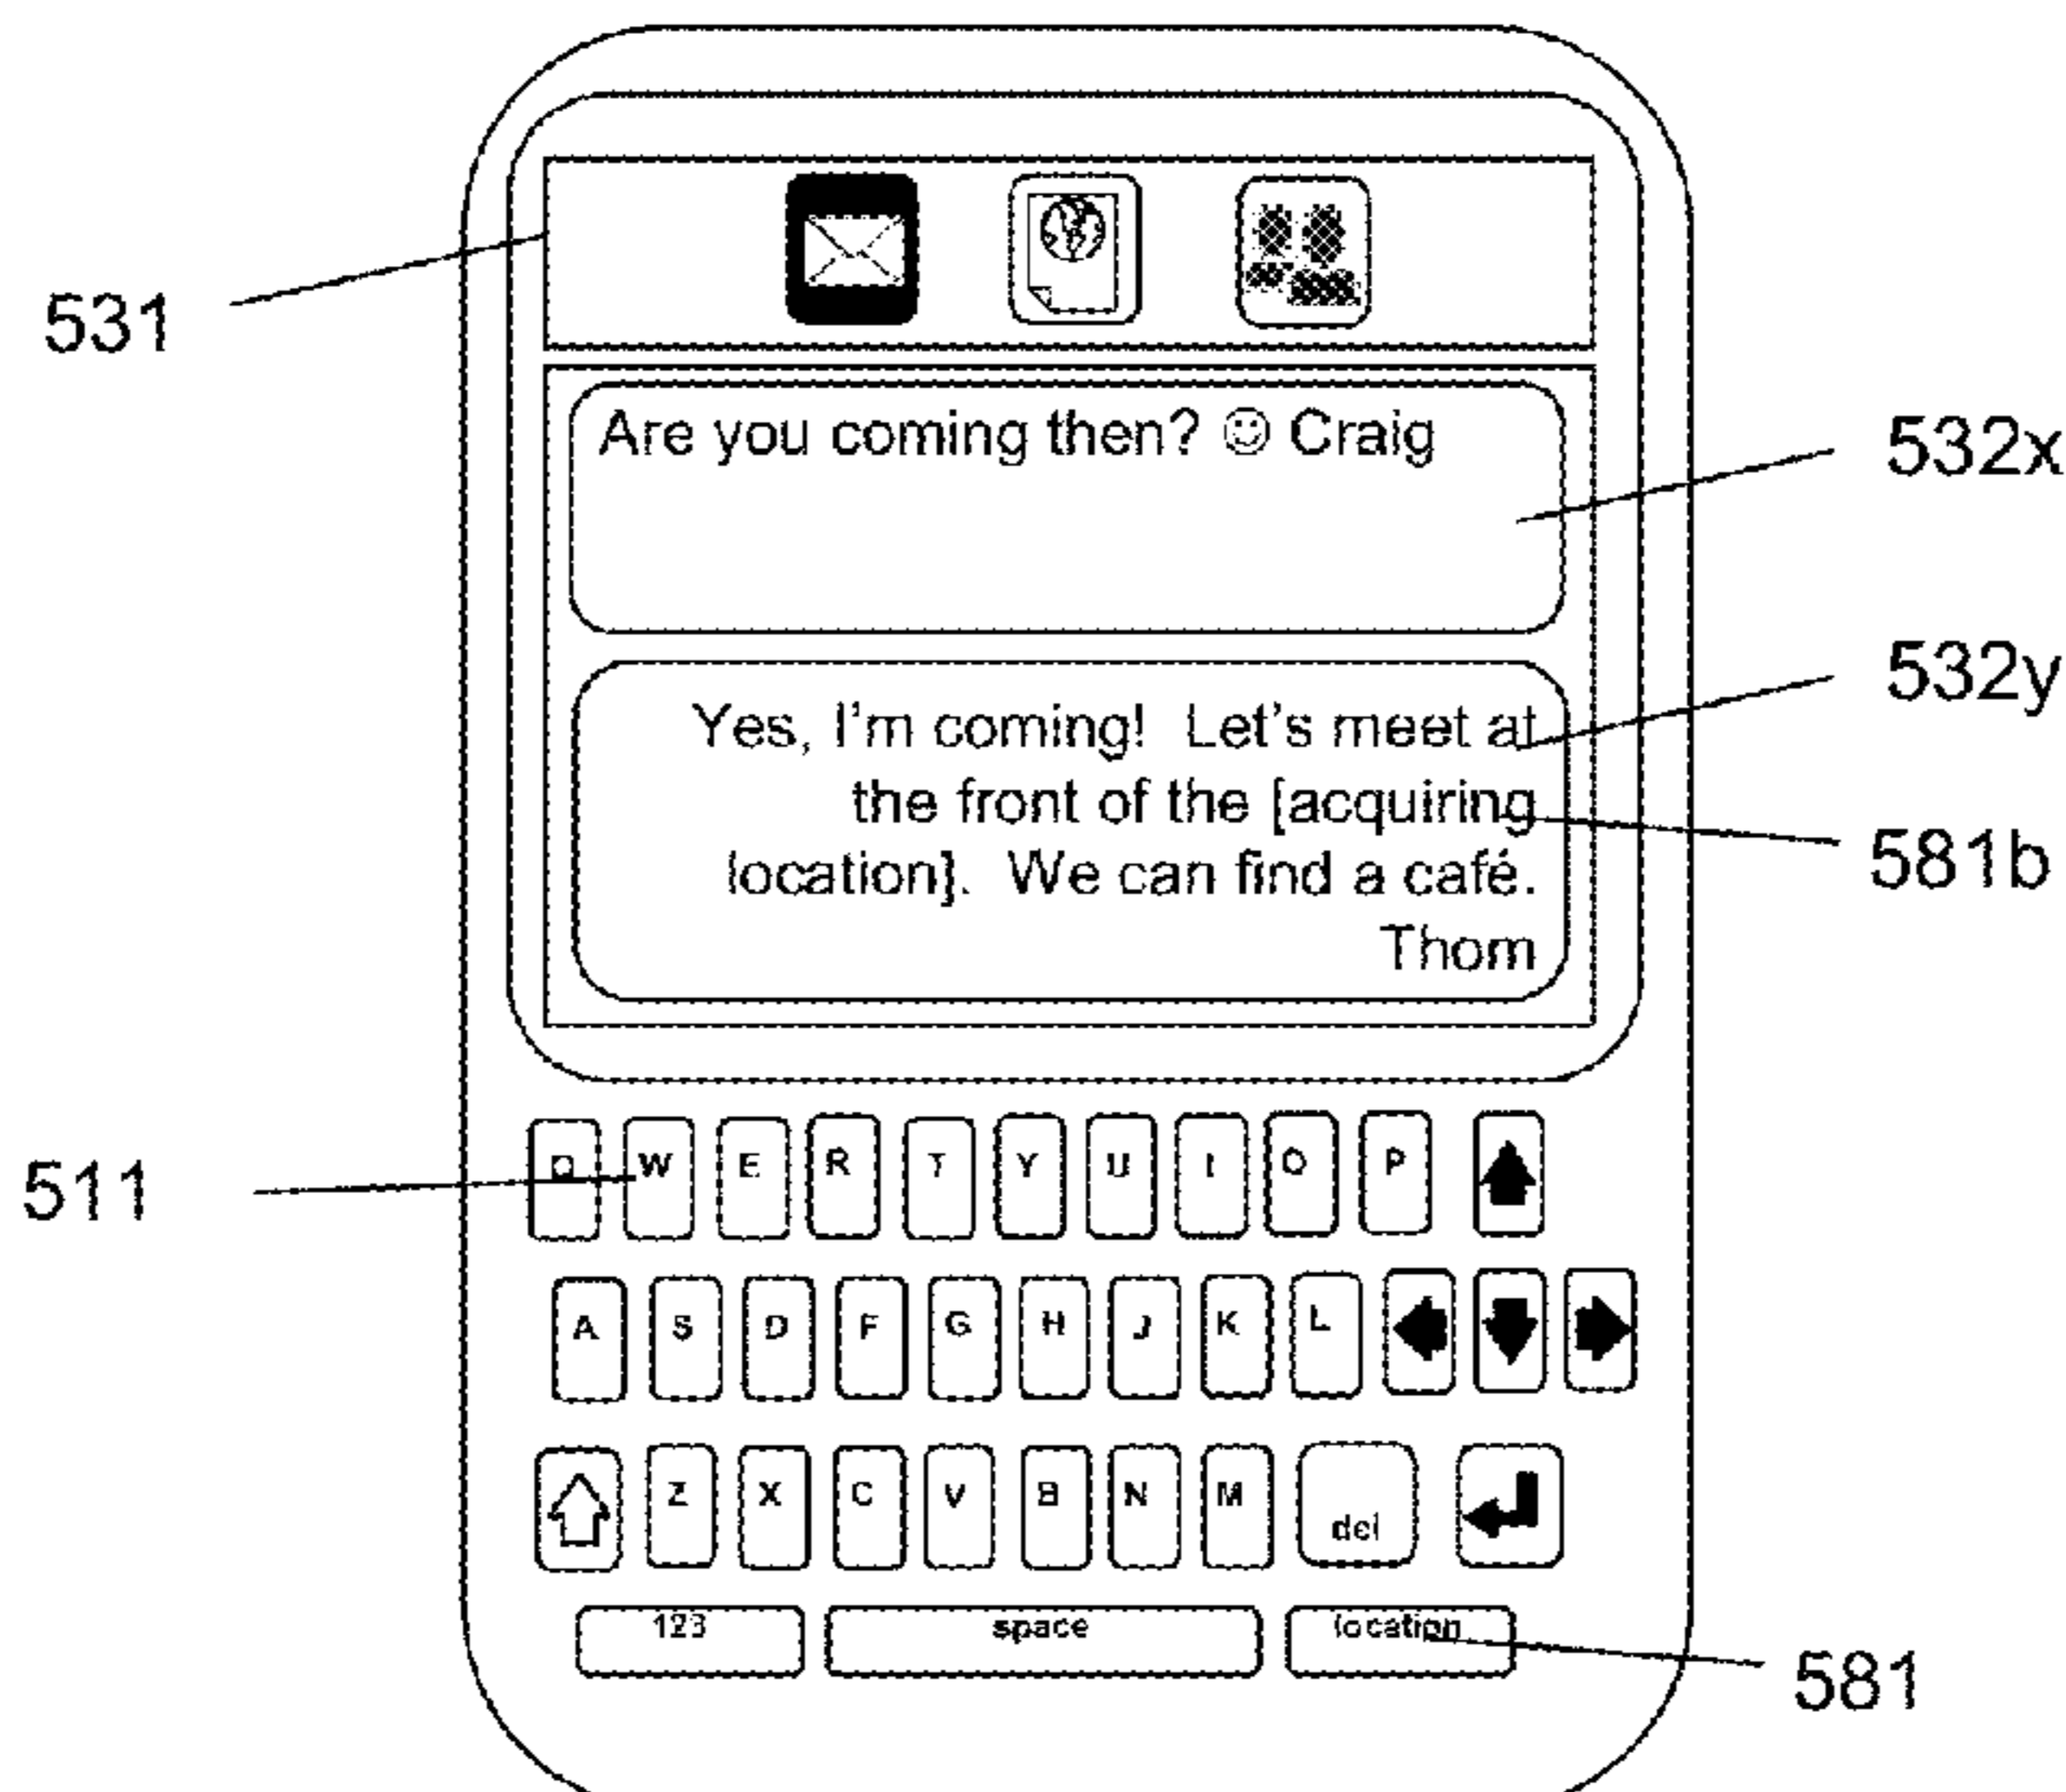 531
Are you coming then? ☺ Craig
532x
532y
Yes, I'm coming!  Let's meet at
the front of the [acquiring
location].  We can find a café.
Thom
581b
511
Q W E R T Y U I O P
A S D F G H J K L
Z X C V B N M del
123 space location
581